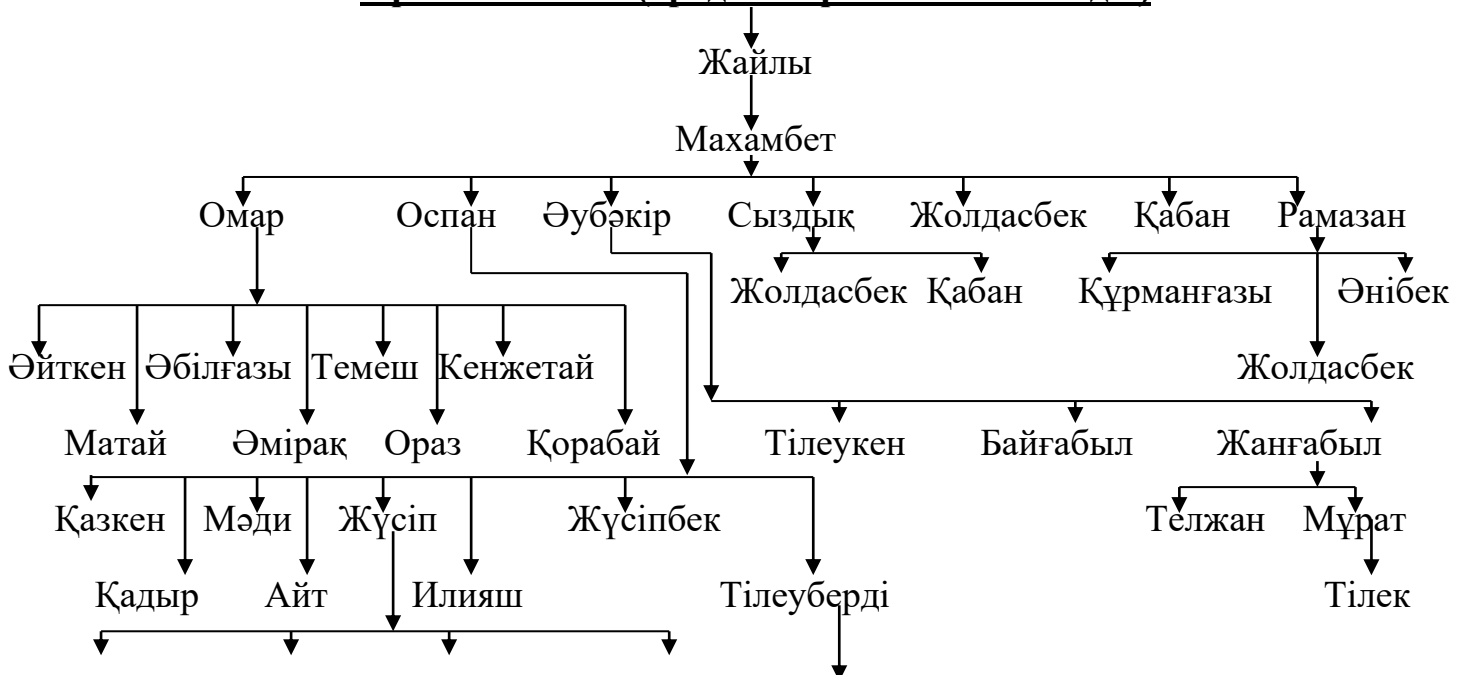 Жайлы
Махамбет
Омар Оспан Әубәкір Сыздық Жолдасбек Қабан Рамазан
Жолдасбек Қабан Құрманғазы Әнібек
Әйткен Әбілғазы Темеш Кенжетай Жолдасбек
Матай Әмірақ Ораз Қорабай Тілеукен Байғабыл Жанғабыл
Қазкен Мәди Жүсіп Жүсіпбек Телжан Мұрат
Қадыр Айт Илияш Тілеуберді Тілек